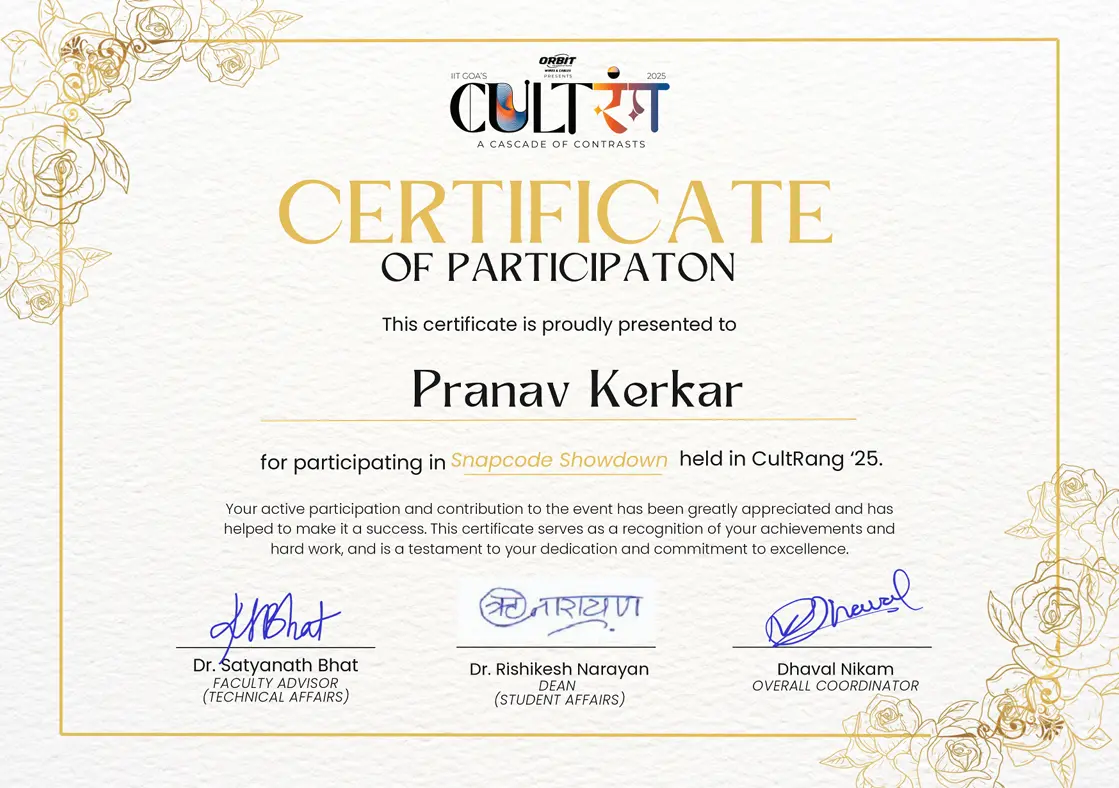 ORBIT
WIRES & CABLES
PRESENTS
IIT GOA'S
2025
CULTरंग
A CASCADE OF CONTRASTS
CERTIFICATE
OF PARTICIPATON
This certificate is proudly presented to
Pranav Kerkar
for participating in Snapcode Showdown held in CultRang ‘25.
Your active participation and contribution to the event has been greatly appreciated and has
helped to make it a success. This certificate serves as a recognition of your achievements and
hard work, and is a testament to your dedication and commitment to excellence.
Bhat
ऋ नारायण
Dhaval
Dr. Satyanath Bhat
FACULTY ADVISOR
(TECHNICAL AFFAIRS)
Dr. Rishikesh Narayan
DEAN
(STUDENT AFFAIRS)
Dhaval Nikam
OVERALL COORDINATOR